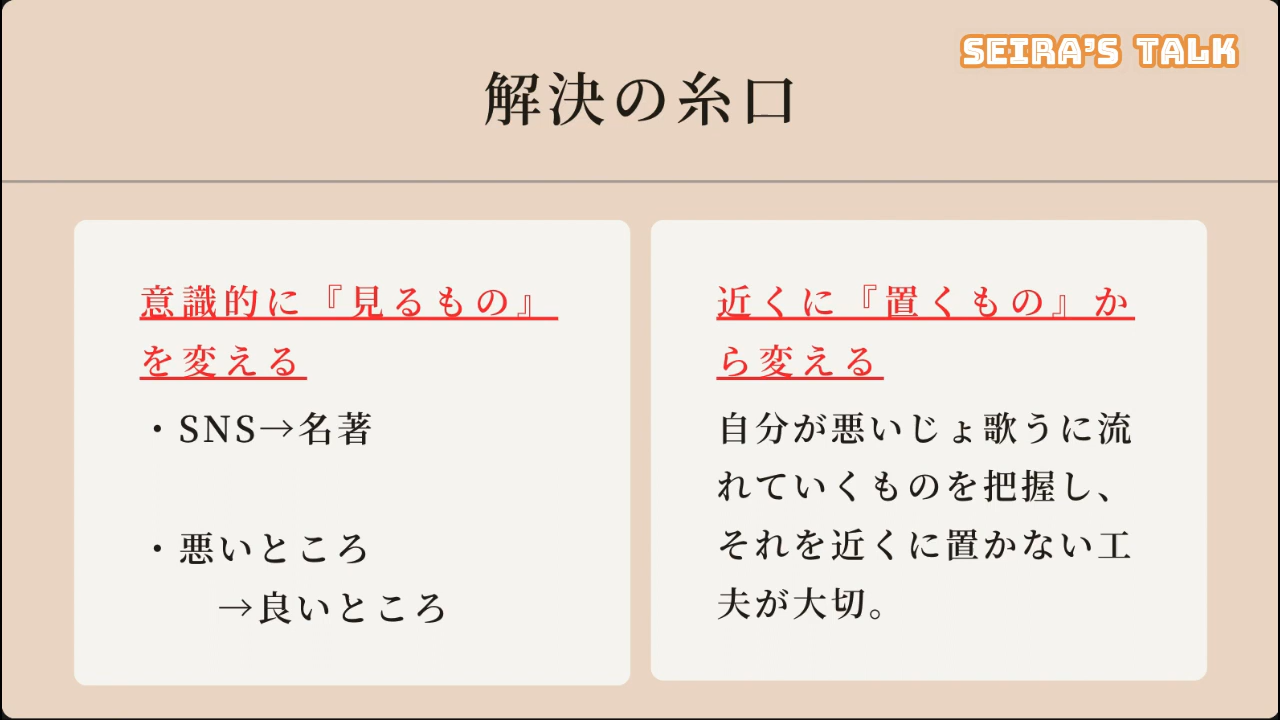 SEIRA'S TALK
解決の糸口
意識的に『見るもの』
を変える
・SNS→名著
・悪いところ
→良いところ
近くに『置くもの』か
ら変える
自分が悪いじょ歌うに流
れていくものを把握し、
それを近くに置かない工
夫が大切。